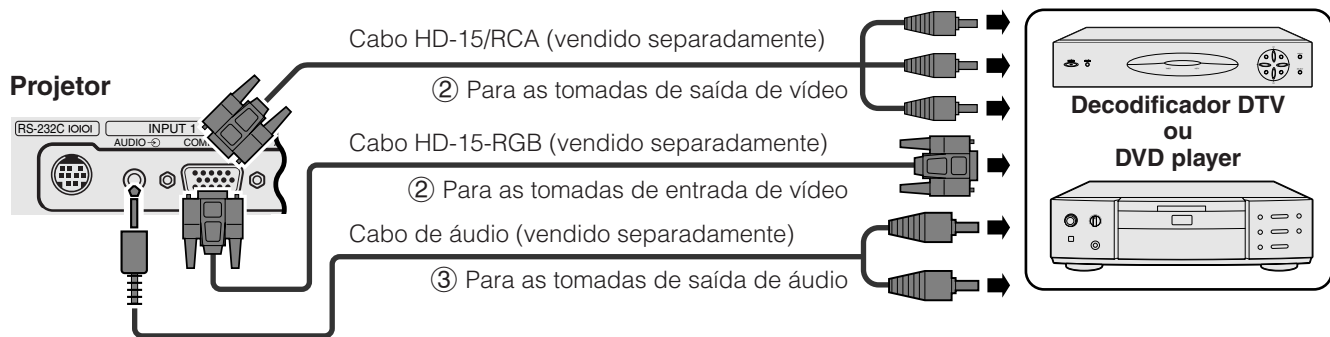 Cabo HD-15/RCA (vendido separadamente)
② Para as tomadas de saída de vídeo
Projetor
RS-232C IOIOI
INPUT 1
AUDIO
Cabo HD-15-RGB (vendido separadamente)
② Para as tomadas de entrada de vídeo
Cabo de áudio (vendido separadamente)
③ Para as tomadas de saída de áudio
Decodificador DTV
ou
DVD player